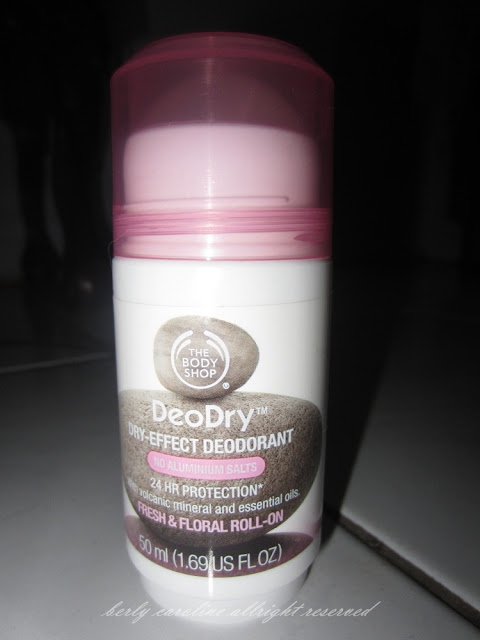 THE
BODY
SHOP
®
DeoDry™
DRY-EFFECT DEODORANT
NO ALUMINIUM SALTS
24 HR PROTECTION*
with volcanic mineral and essential oils.
FRESH & FLORAL ROLL-ON
50 ml (1.69 US FL OZ)
berly caroline allright reserved